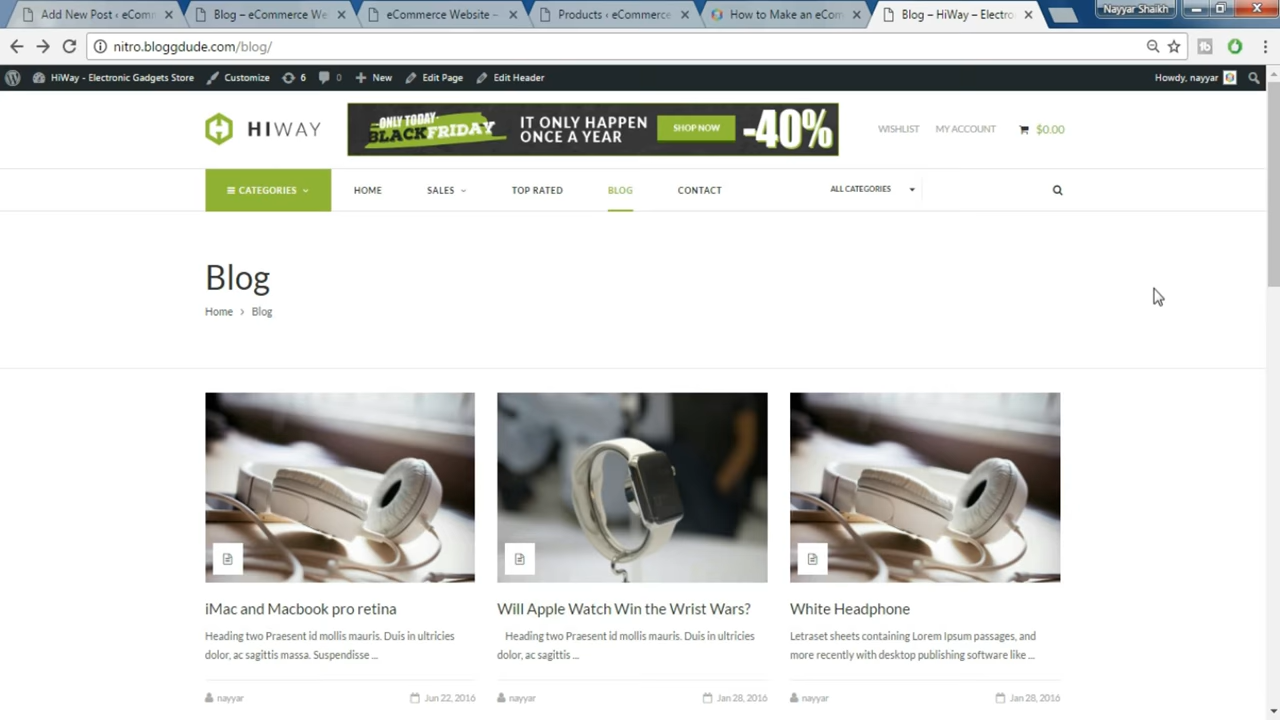 Add New Post ‹ eComm
Blog – eCommerce We
eCommerce Website –
Products ‹ eCommerce
How to Make an eCom
Blog – HiWay – Electro
Nayyar Shaikh
nitro.bloggdude.com/blog/
HiWay - Electronic Gadgets Store
Customize
6
0
New
Edit Page
Edit Header
Howdy, nayyar
HIWAY
ONLY TODAY
BLACKFRIDAY
IT ONLY HAPPEN
ONCE A YEAR
SHOP NOW
-40%
WISHLIST
MY ACCOUNT
$0.00
CATEGORIES
HOME
SALES
TOP RATED
BLOG
CONTACT
ALL CATEGORIES
Blog
Home > Blog
iMac and Macbook pro retina
Heading two Praesent id mollis mauris. Duis in ultricies
dolor, ac sagittis massa. Suspendisse ...
nayyar
Jun 22, 2016
Will Apple Watch Win the Wrist Wars?
Heading two Praesent id mollis mauris. Duis in ultricies
dolor, ac sagittis ...
nayyar
Jan 28, 2016
White Headphone
Letraset sheets containing Lorem Ipsum passages, and
more recently with desktop publishing software like ...
nayyar
Jan 28, 2016